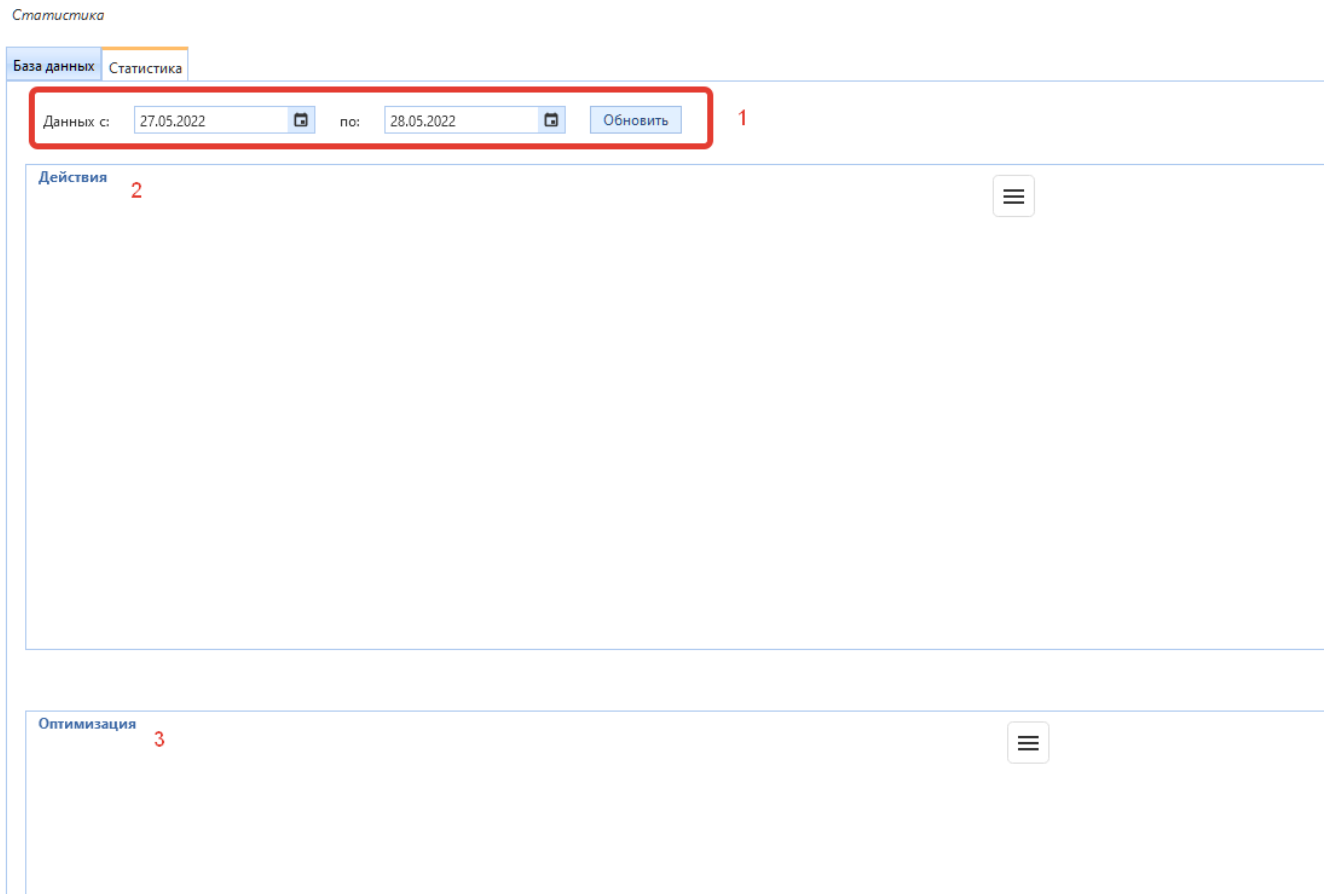 Статистика
База данных Статистика
Данных с: 27.05.2022 по: 28.05.2022 Обновить 1
Действия 2
Оптимизация 3